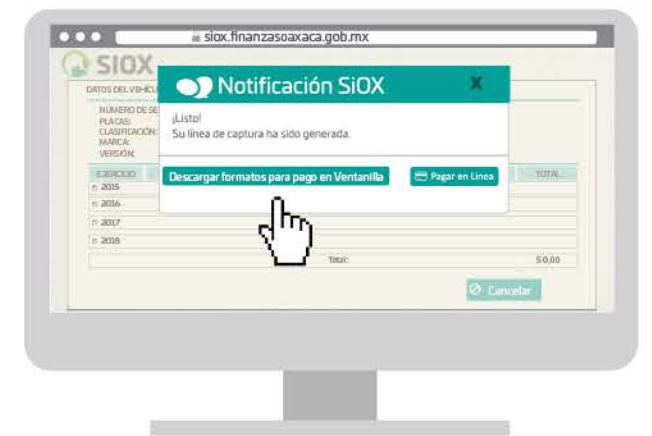 siox.finanzasoaxaca.gob.mx
SIOX
DATOS DEL VEHÍCU
Notificación SiOX
X
NÚMERO DE SE
PLACAS:
CLASIFICACIÓN:
MARCA:
VERSIÓN:
¡Listo!
Su línea de captura ha sido generada.
EJERCICIO
TOTAL
Descargar formatos para pago en Ventanilla
Pagar en Línea
2015
2016
2017
2018
Total:
$0.00
Cancelar